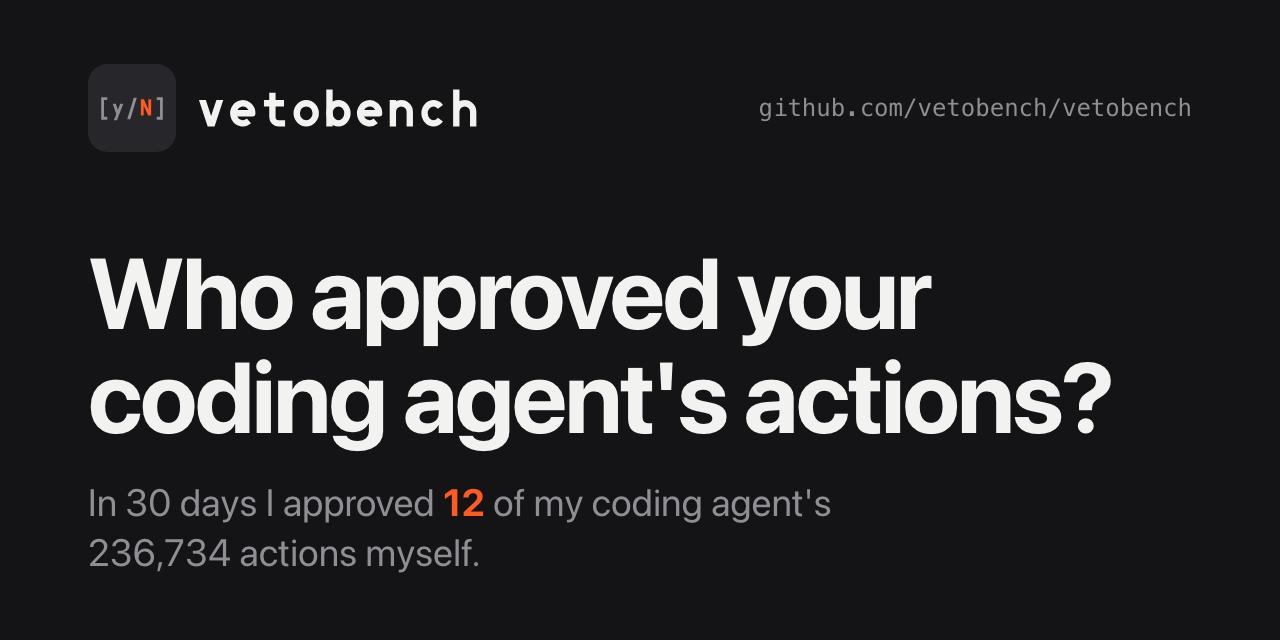 [y/N] vetobench
github.com/vetobench/vetobench
Who approved your
coding agent's actions?
In 30 days I approved 12 of my coding agent's
236,734 actions myself.